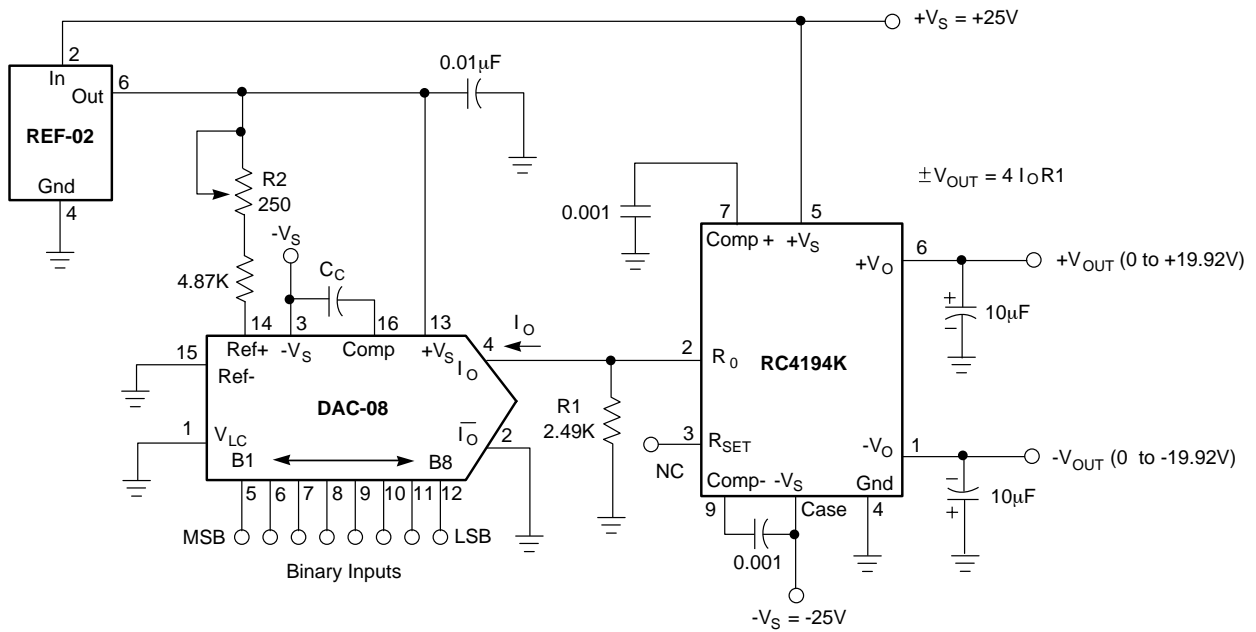 +VS = +25V
2
In
Out
6
REF-02
Gnd
4
0.01μF
R2
250
-VS
4.87K
CC
14
3
16
13
Ref+
-VS
Comp
+VS
IO
4
IO
15
Ref-
DAC-08
1
VLC
IO
2
B1
B8
5
6
7
8
9
10
11
12
MSB
LSB
Binary Inputs
R1
2.49K
±VOUT = 4 IO R1
0.001
7
5
Comp +
+VS
6
+VO
+VOUT (0 to +19.92V)
+
–
10μF
2
R0
RC4194K
3
RSET
NC
-VO
1
-VOUT (0 to -19.92V)
–
+
10μF
Comp-
-VS
Gnd
9
Case
4
0.001
-VS = -25V